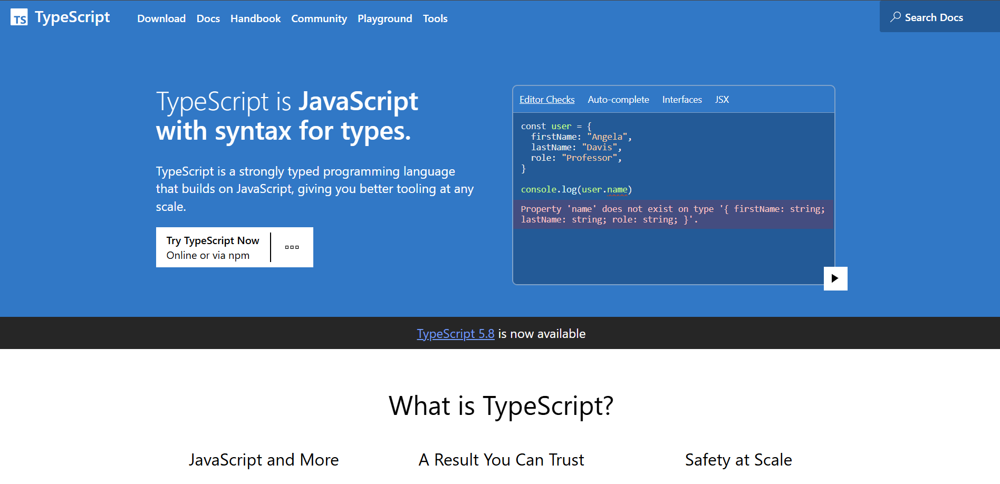 TS TypeScript Download Docs Handbook Community Playground Tools Search Docs
TypeScript is JavaScript
with syntax for types.
TypeScript is a strongly typed programming language
that builds on JavaScript, giving you better tooling at any
scale.
Try TypeScript Now
Online or via npm
Editor Checks Auto-complete Interfaces JSX
const user = {
  firstName: "Angela",
  lastName: "Davis",
  role: "Professor",
}
console.log(user.name)
Property 'name' does not exist on type '{ firstName: string;
lastName: string; role: string; }'.
TypeScript 5.8 is now available
What is TypeScript?
JavaScript and More
A Result You Can Trust
Safety at Scale